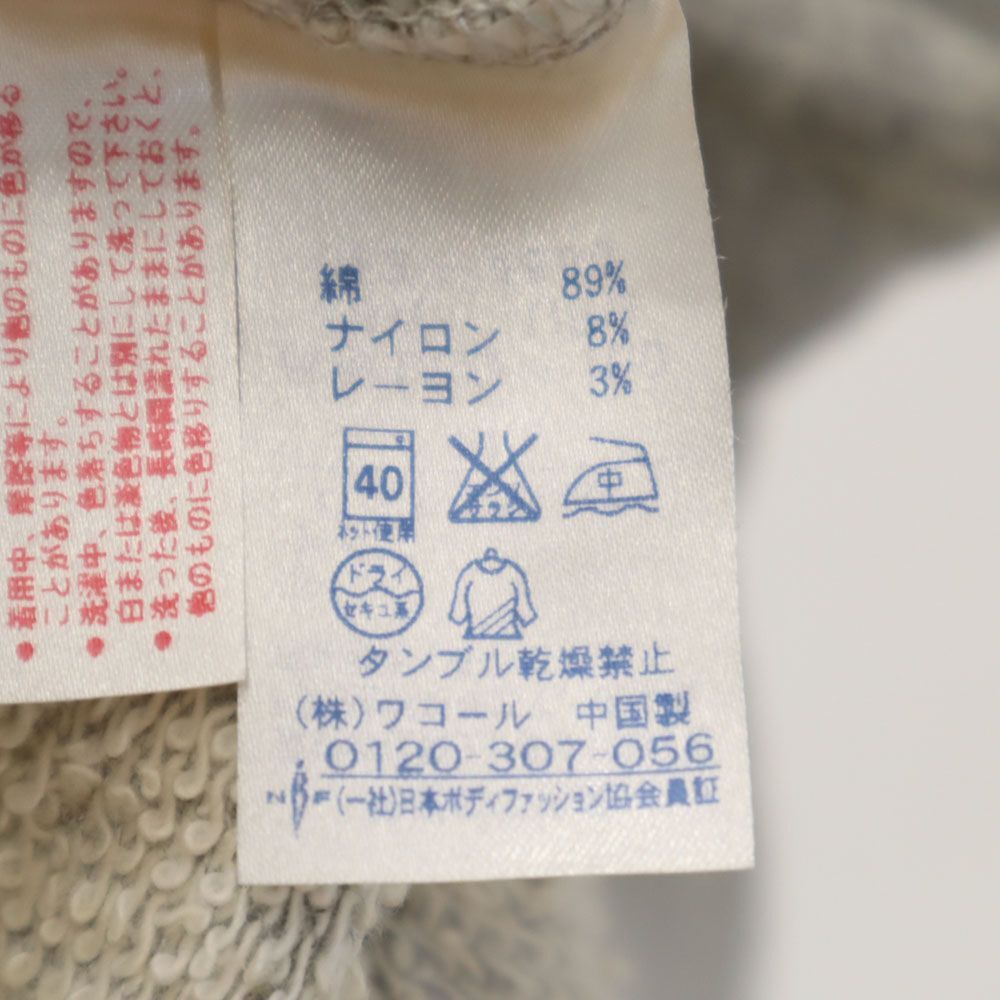 ●着用中、摩擦等により他のものに色が移る
ことがあります。
●洗濯中、色落ちすることがありますので、
白または淡色物とは別にして洗って下さい。
●洗った後、長時間濡れたままにしておくと、
他のものに色移りすることがあります。
綿 89%
ナイロン 8%
レーヨン 3%
40
ネット使用
エンソ
サラシ
中
ドライ
セキユ系
タンブル乾燥禁止
(株)ワコール 中国製
0120-307-056
(一社)日本ボディファッション協会員証